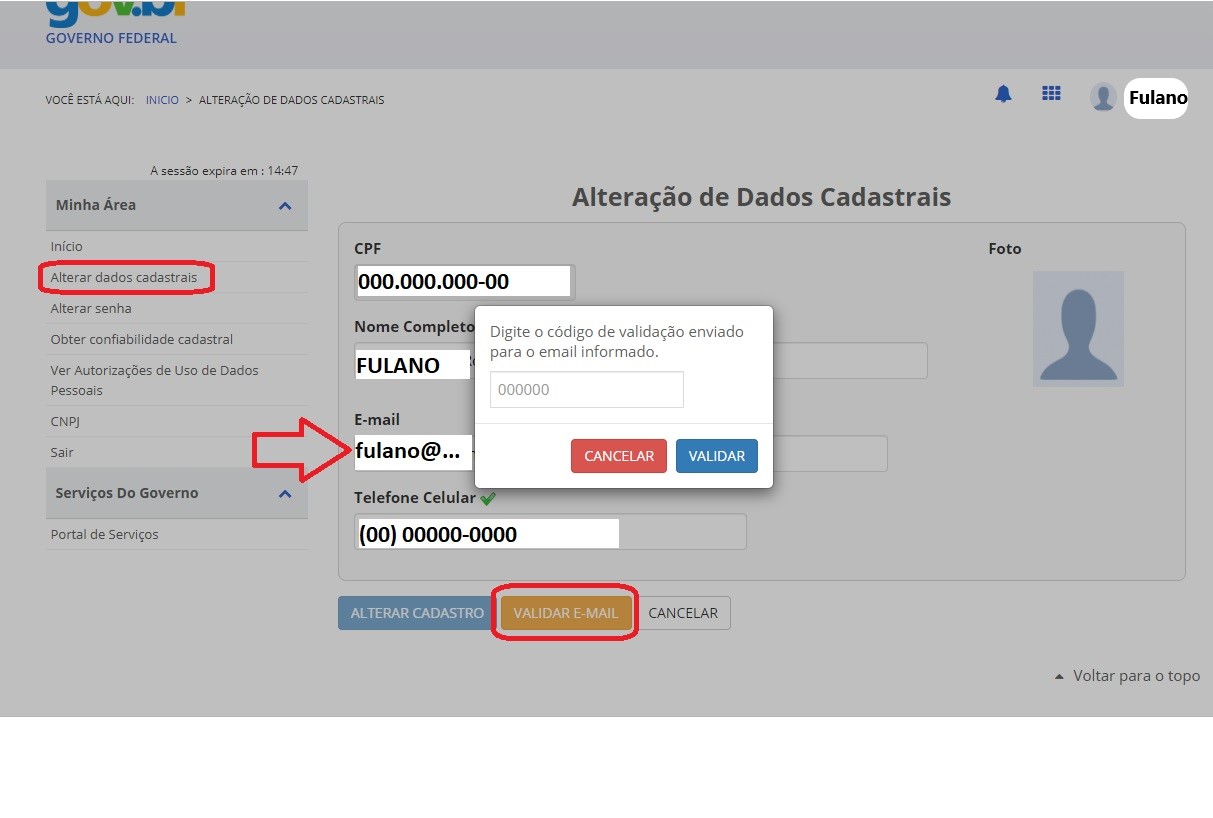 gov.br
GOVERNO FEDERAL
VOCÊ ESTÁ AQUI: INICIO > ALTERAÇÃO DE DADOS CADASTRAIS
Fulano
A sessão expira em : 14:47
Minha Área
Início
Alterar dados cadastrais
Alterar senha
Obter confiabilidade cadastral
Ver Autorizações de Uso de Dados
Pessoais
CNPJ
Sair
Serviços Do Governo
Portal de Serviços
Alteração de Dados Cadastrais
CPF
000.000.000-00
Foto
Nome Completo
FULANO
E-mail
fulano@...
Telefone Celular
(00) 00000-0000
Digite o código de validação enviado
para o email informado.
000000
CANCELAR VALIDAR
ALTERAR CADASTRO VALIDAR E-MAIL CANCELAR
Voltar para o topo